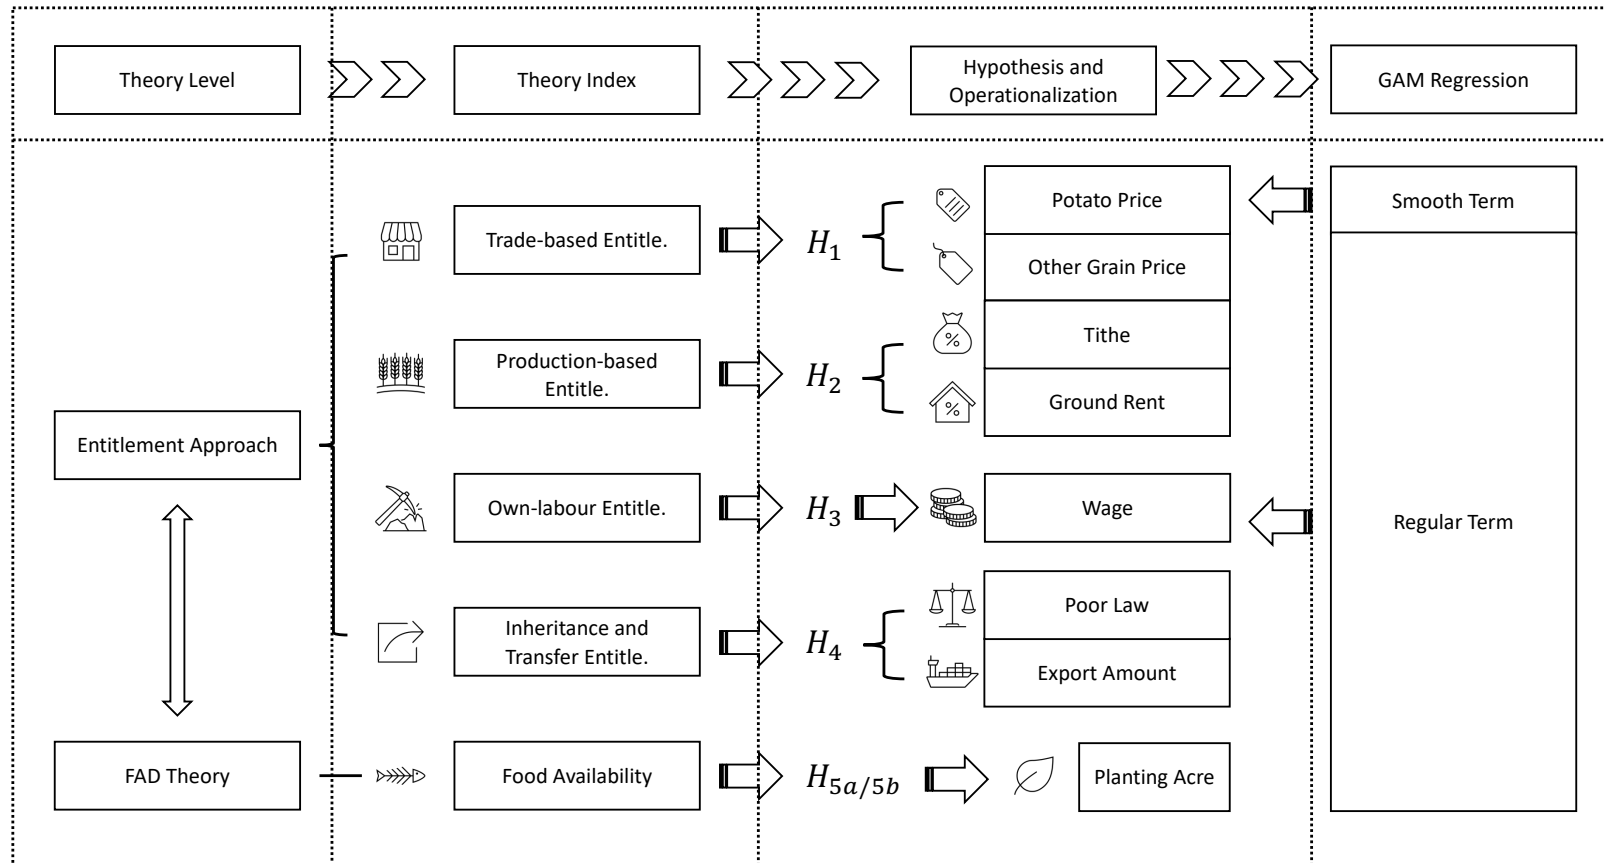 Theory Level
Theory Index
Hypothesis and
Operationalization
GAM Regression
Potato Price
Smooth Term
Trade-based Entitle.
H₁
Other Grain Price
Tithe
Production-based
Entitle.
H₂
Ground Rent
Entitlement Approach
Own-labour Entitle.
H₃
Wage
Regular Term
Poor Law
Inheritance and
Transfer Entitle.
H₄
Export Amount
FAD Theory
Food Availability
H5a/5b
Planting Acre